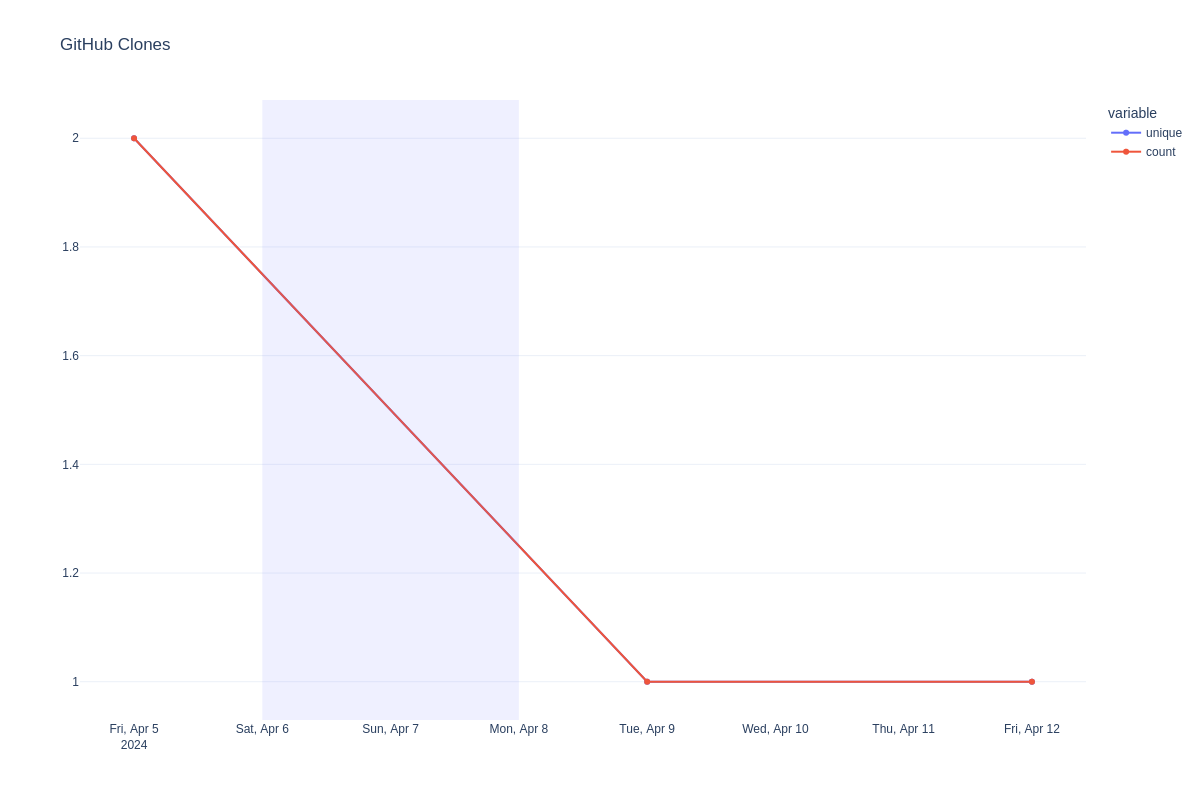 GitHub Clones
variable
unique
count
2
1.8
1.6
1.4
1.2
1
Fri, Apr 5
2024
Sat, Apr 6
Sun, Apr 7
Mon, Apr 8
Tue, Apr 9
Wed, Apr 10
Thu, Apr 11
Fri, Apr 12